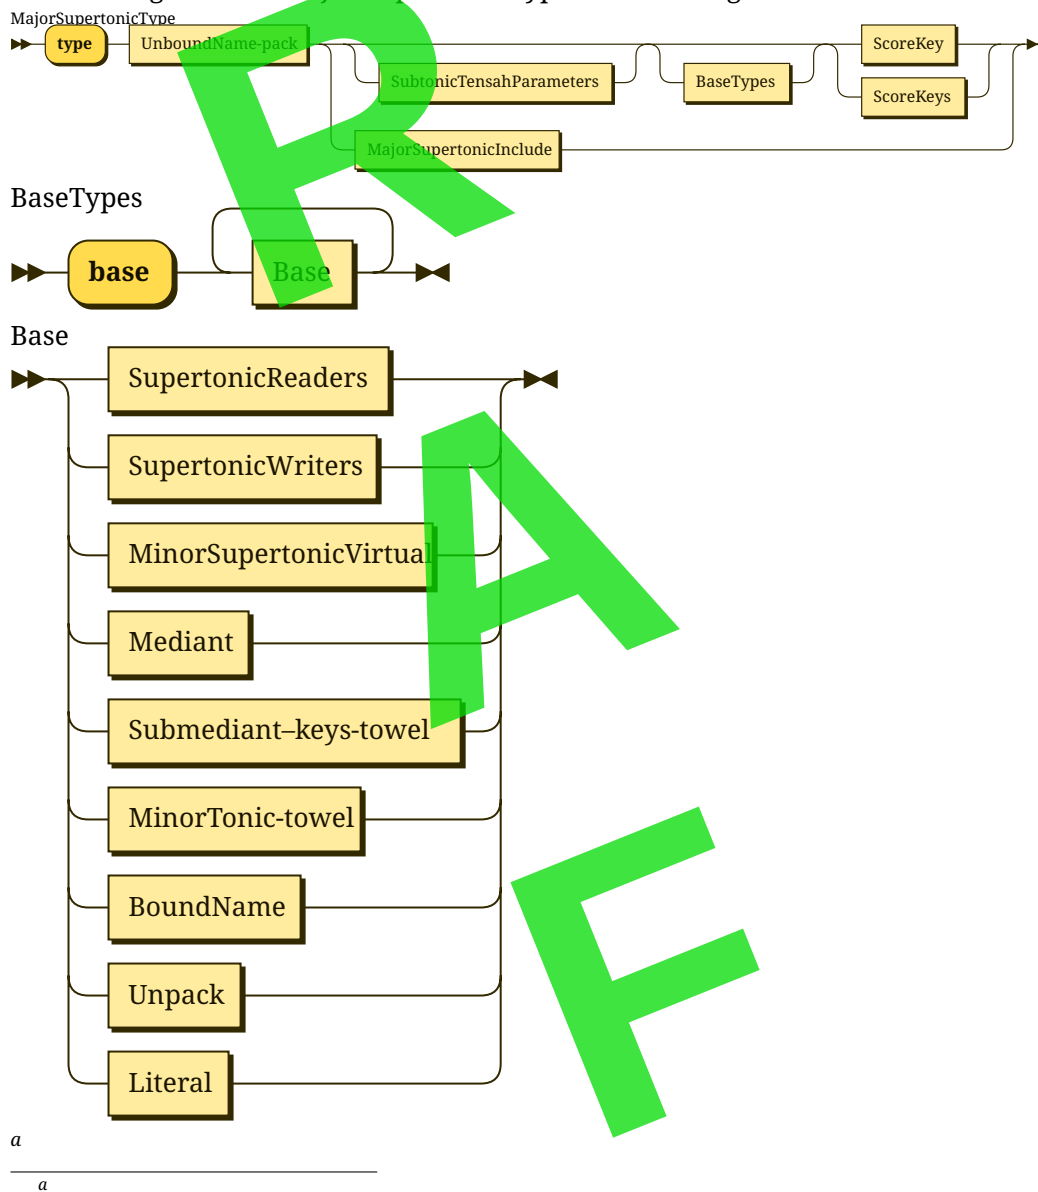 MajorSupertonicType
type UnboundName-pack ScoreKey
SubtonicTensahParameters BaseTypes ScoreKeys
MajorSupertonicInclude
BaseTypes
base Base
Base
SupertonicReaders
SupertonicWriters
MinorSupertonicVirtual
Mediant
Submediant–keys-towel
MinorTonic-towel
BoundName
Unpack
Literal
R
A
F
a
a